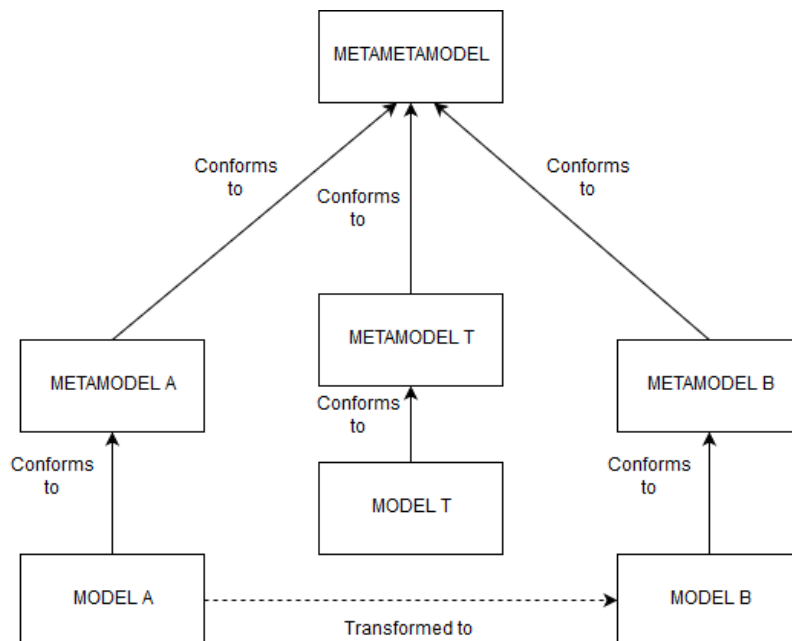 METAMETAMODEL
Conforms
to
Conforms
to
Conforms
to
METAMODEL T
METAMODEL A
METAMODEL B
Conforms
to
Conforms
to
Conforms
to
MODEL T
MODEL A
MODEL B
Transformed to